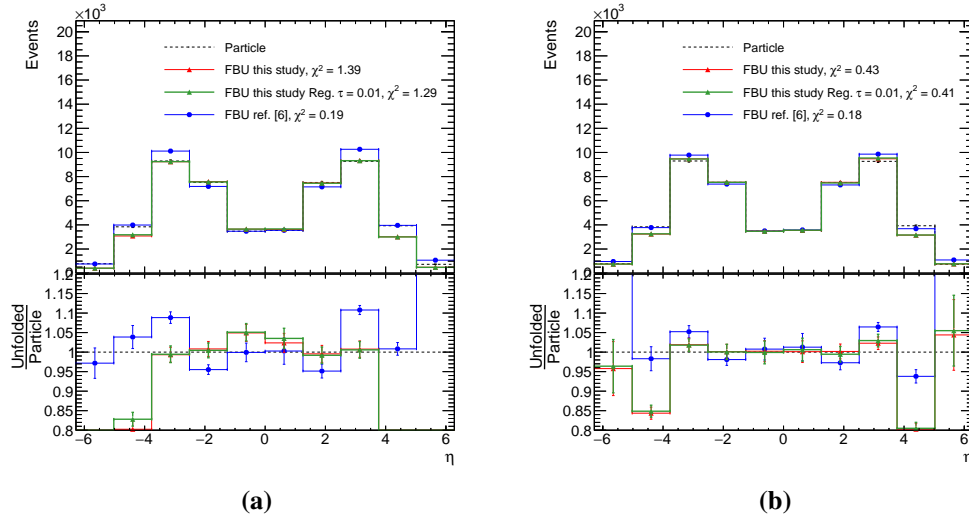 ×10³
Events
20
18
16
14
12
10
8
6
4
2
0
Particle
FBU this study, χ² = 1.39
FBU this study Reg. τ = 0.01, χ² = 1.29
FBU ref. [6], χ² = 0.19
Unfolded
Particle
1.2
1.15
1.1
1.05
1
0.95
0.9
0.85
0.8
−6 −4 −2 0 2 4 6
η
(a)
×10³
Events
20
18
16
14
12
10
8
6
4
2
0
Particle
FBU this study, χ² = 0.43
FBU this study Reg. τ = 0.01, χ² = 0.41
FBU ref. [6], χ² = 0.18
Unfolded
Particle
1.2
1.15
1.1
1.05
1
0.95
0.9
0.85
0.8
−6 −4 −2 0 2 4 6
η
(b)